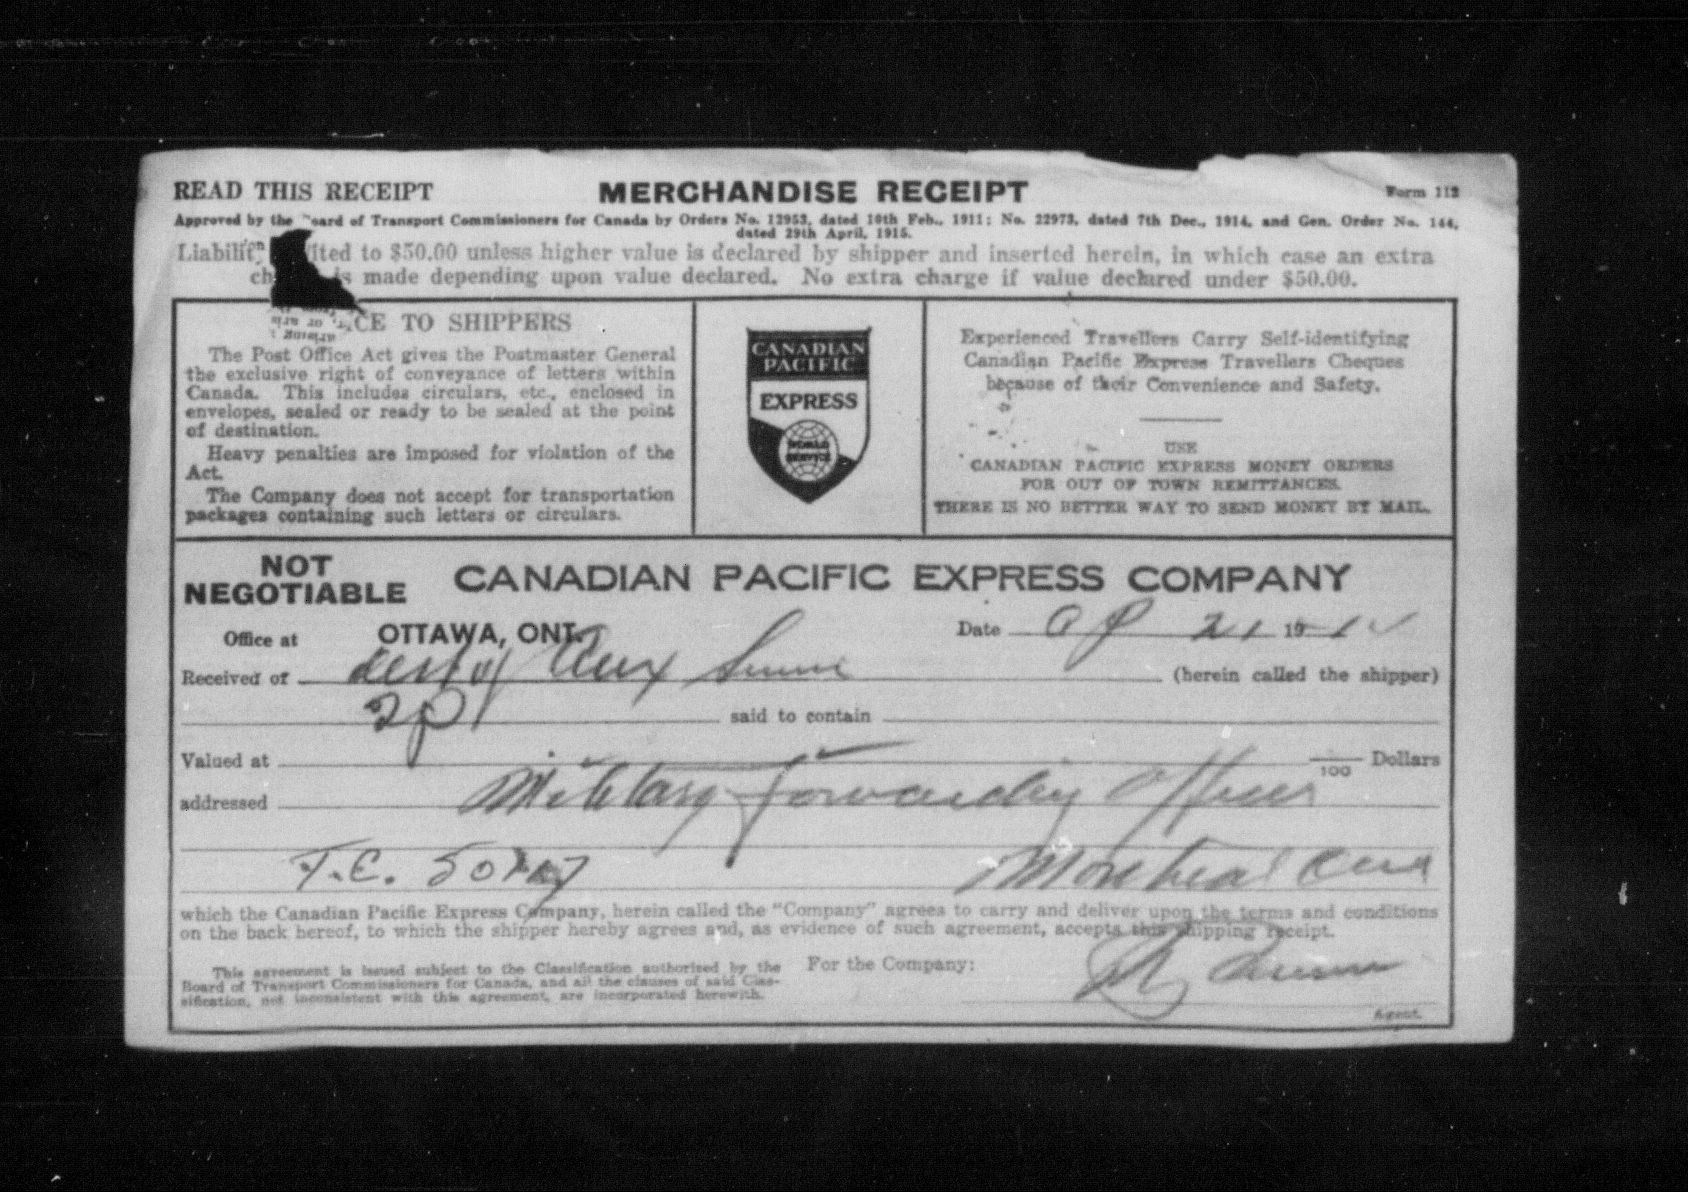 READ THIS RECEIPT MERCHANDISE RECEIPT Form 112
Approved by the oard of Transport Commissioners for Canada by Orders No. 12953, dated 10th Feb., 1911; No. 22973, dated 7th Dec., 1914, and Gen. Order No. 144,
dated 29th April, 1915.
ited to $50.00 unless higher value is declared by shipper and inserted herein, in which case an extra
is made depending upon value declared. No extra charge if value declared under $50.00.
CE TO SHIPPERS
The Post Office Act gives the Postmaster General
the exclusive right of conveyance of letters within
Canada. This includes circulars, etc., enclosed in
envelopes, sealed or ready to be sealed at the point
of destination.
Heavy penalties are imposed for violation of the
Act.
The Company does not accept for transportation
packages containing such letters or circulars.
CANADIAN
PACIFIC
EXPRESS
WORLD
SERVICE
Experienced Travellers Carry Self-identifying
Canadian Pacific Express Travellers Cheques
because of their Convenience and Safety.
USE
CANADIAN PACIFIC EXPRESS MONEY ORDERS
FOR OUT OF TOWN REMITTANCES.
THERE IS NO BETTER WAY TO SEND MONEY BY MAIL.
NOT
NEGOTIABLE
CANADIAN PACIFIC EXPRESS COMPANY
Office at OTTAWA, ONT. Date Ap 21 19
Received of (herein called the shipper)
said to contain
Valued at /100 Dollars
addressed Military Forwarding Officer
T.C. Montreal
which the Canadian Pacific Express Company, herein called the "Company" agrees to carry and deliver upon the terms and conditions
on the back hereof, to which the shipper hereby agrees and, as evidence of such agreement, accepts this shipping receipt.
This agreement is issued subject to the Classification authorized by the
Board of Transport Commissioners for Canada, and all the clauses of said Clas-
sification, not inconsistent with this agreement, are incorporated herewith.
For the Company:
Agent.